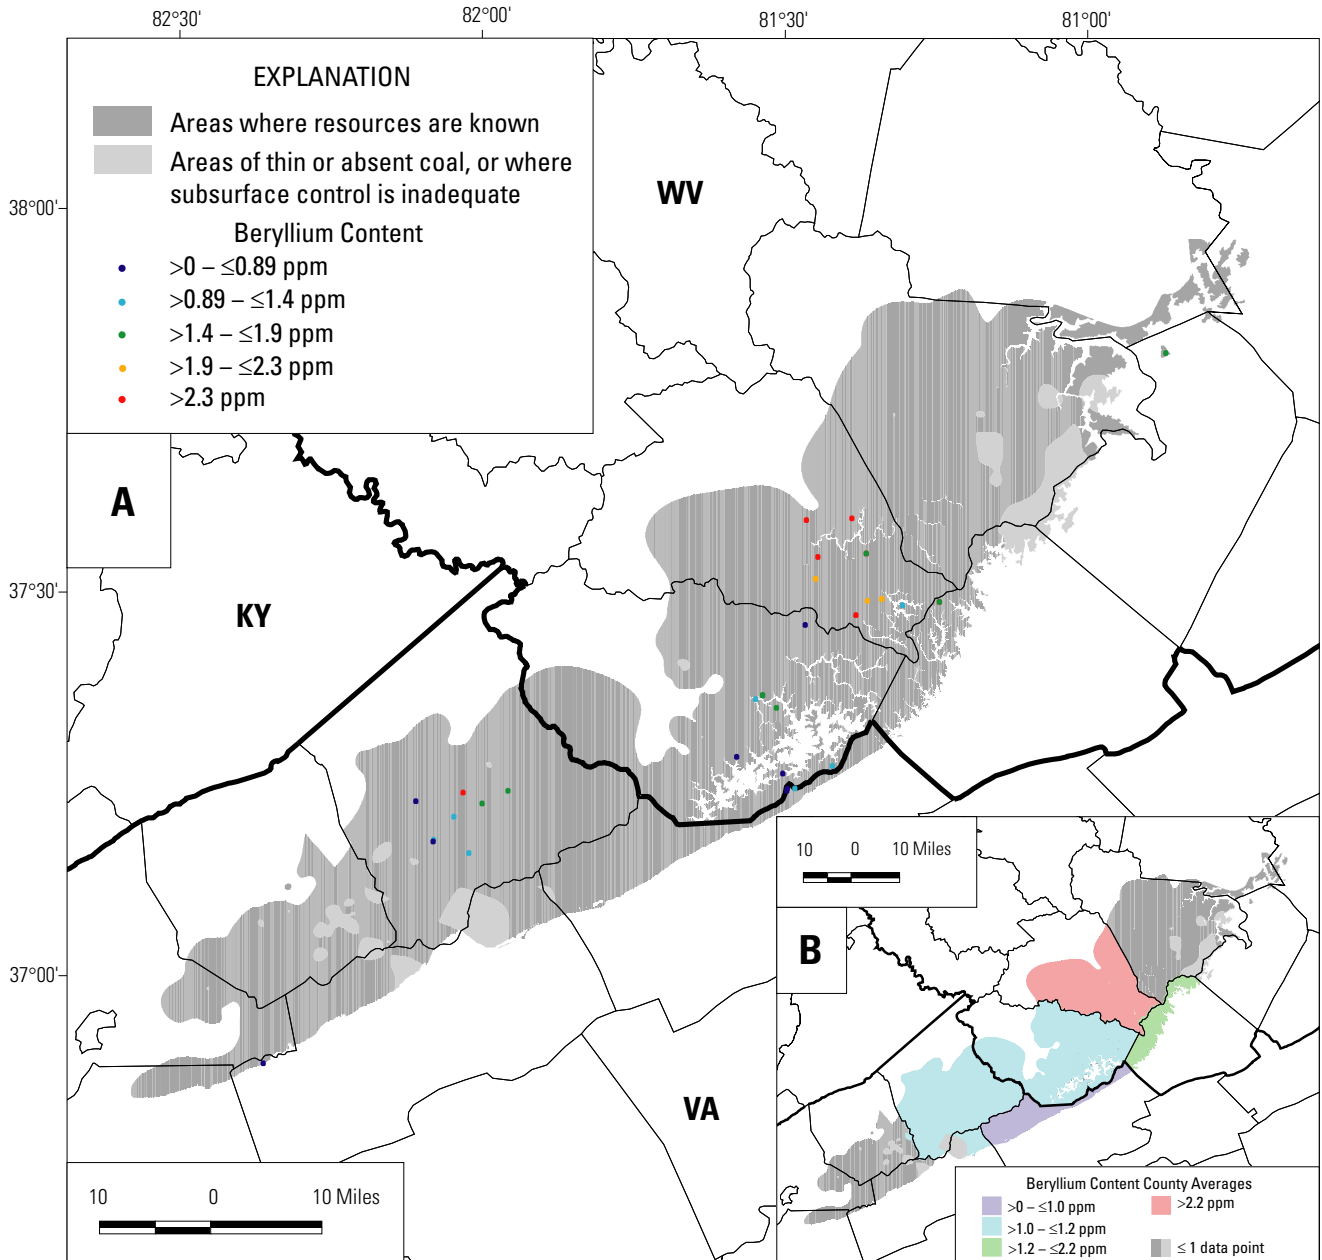 82°30'
82°00'
81°30'
81°00'
EXPLANATION
Areas where resources are known
Areas of thin or absent coal, or where
subsurface control is inadequate
Beryllium Content
>0 – ≤0.89 ppm
>0.89 – ≤1.4 ppm
>1.4 – ≤1.9 ppm
>1.9 – ≤2.3 ppm
>2.3 ppm
WV
38°00'
A
37°30'
KY
37°00'
VA
10 0 10 Miles
10 0 10 Miles
B
Beryllium Content County Averages
>0 – ≤1.0 ppm
>1.0 – ≤1.2 ppm
>1.2 – ≤2.2 ppm
>2.2 ppm
≤ 1 data point